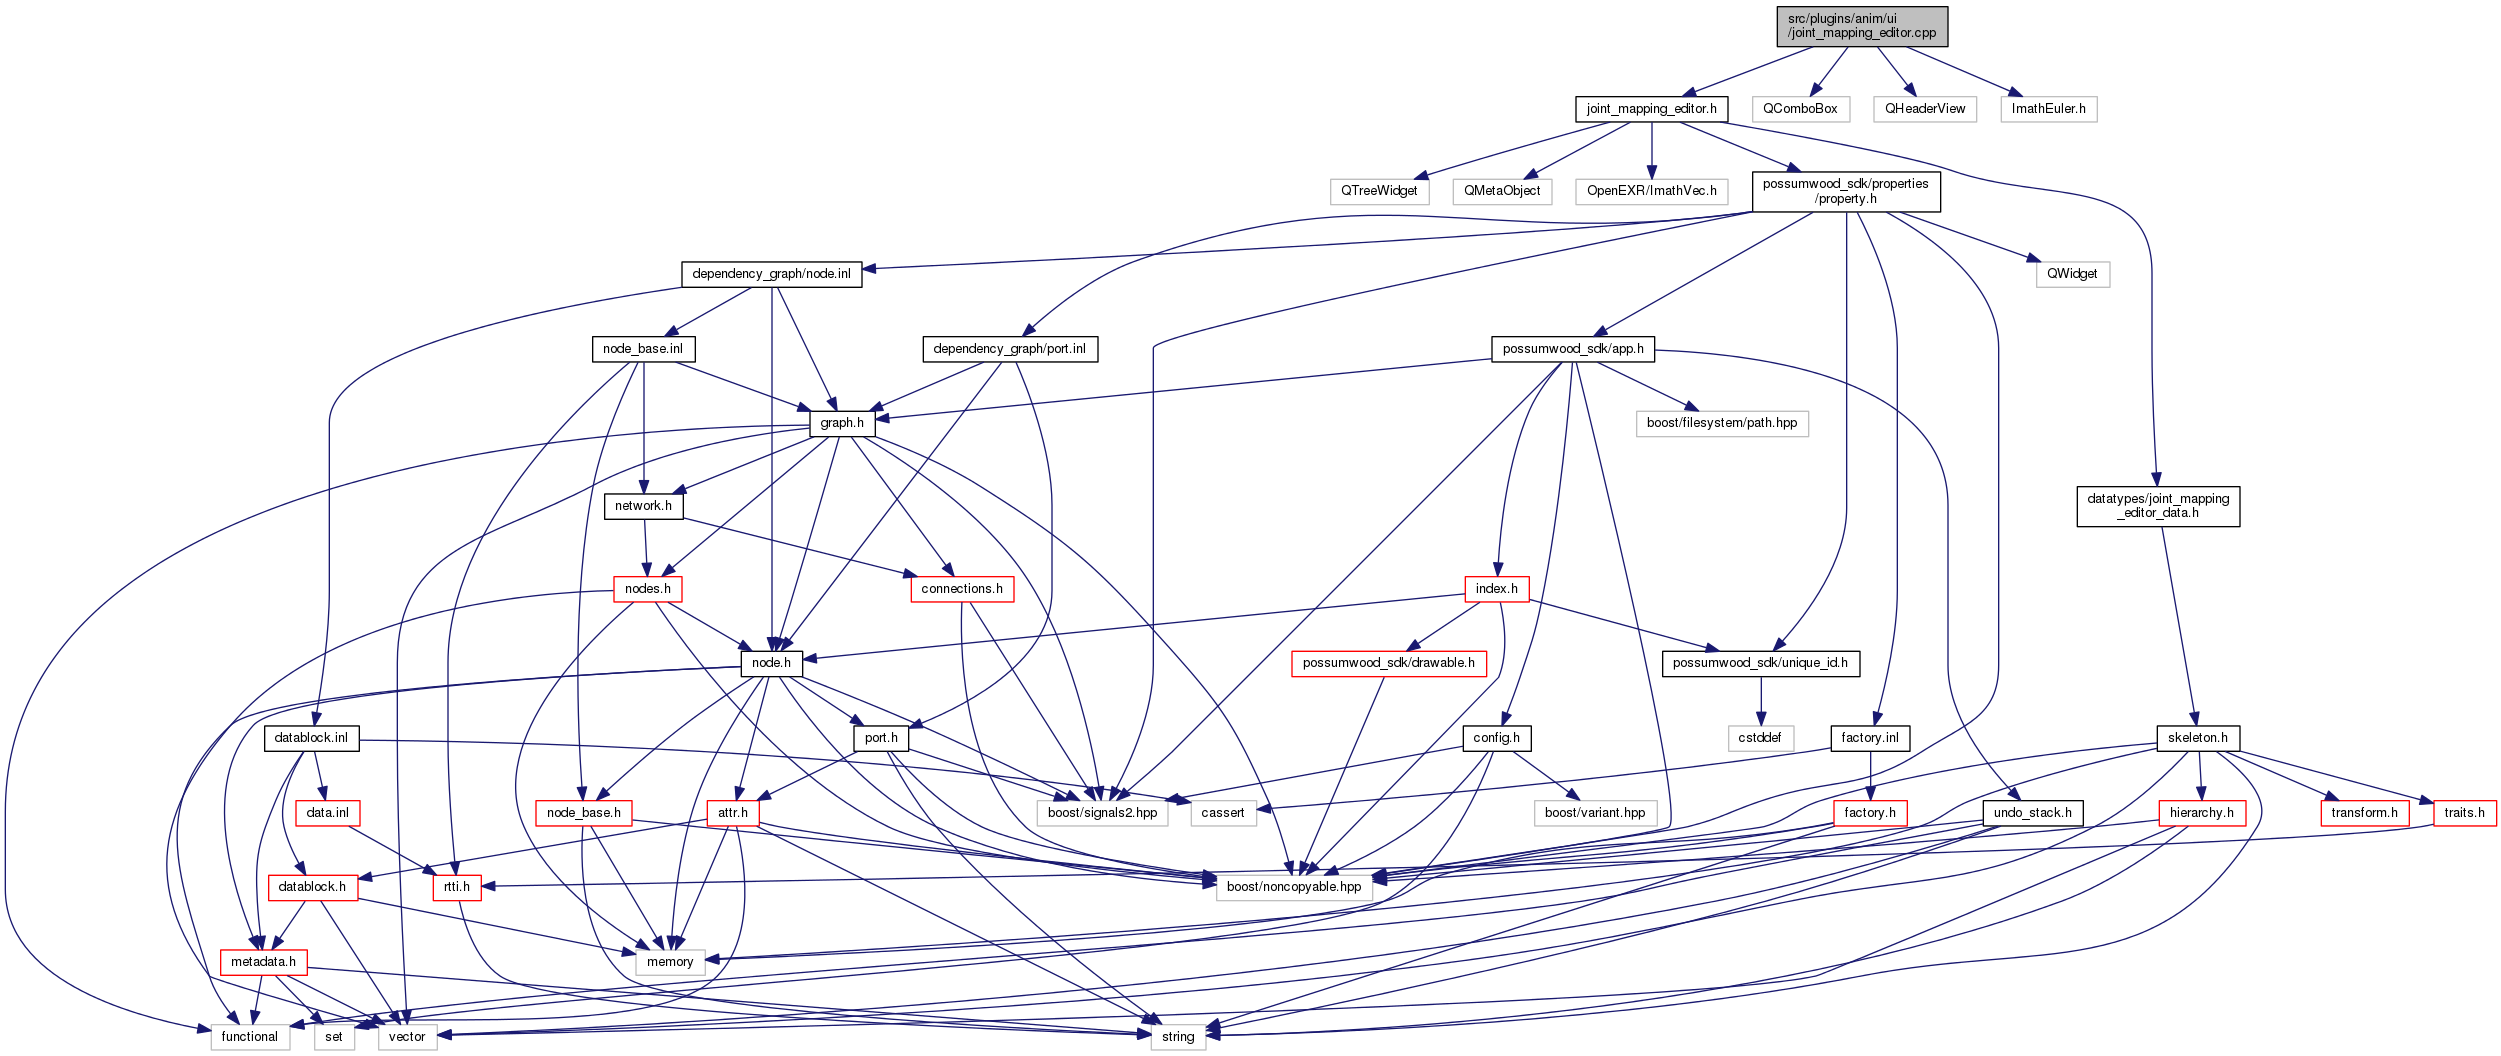 src/plugins/anim/ui
/joint_mapping_editor.cpp
joint_mapping_editor.h
QComboBox
QHeaderView
ImathEuler.h
QTreeWidget
QMetaObject
OpenEXR/ImathVec.h
possumwood_sdk/properties
/property.h
dependency_graph/node.inl
QWidget
node_base.inl
dependency_graph/port.inl
possumwood_sdk/app.h
graph.h
boost/filesystem/path.hpp
network.h
datatypes/joint_mapping
_editor_data.h
nodes.h
connections.h
index.h
node.h
possumwood_sdk/drawable.h
possumwood_sdk/unique_id.h
datablock.inl
port.h
config.h
cstddef
factory.inl
skeleton.h
data.inl
node_base.h
attr.h
boost/signals2.hpp
cassert
boost/variant.hpp
factory.h
undo_stack.h
hierarchy.h
transform.h
traits.h
datablock.h
rtti.h
boost/noncopyable.hpp
metadata.h
memory
functional
set
vector
string